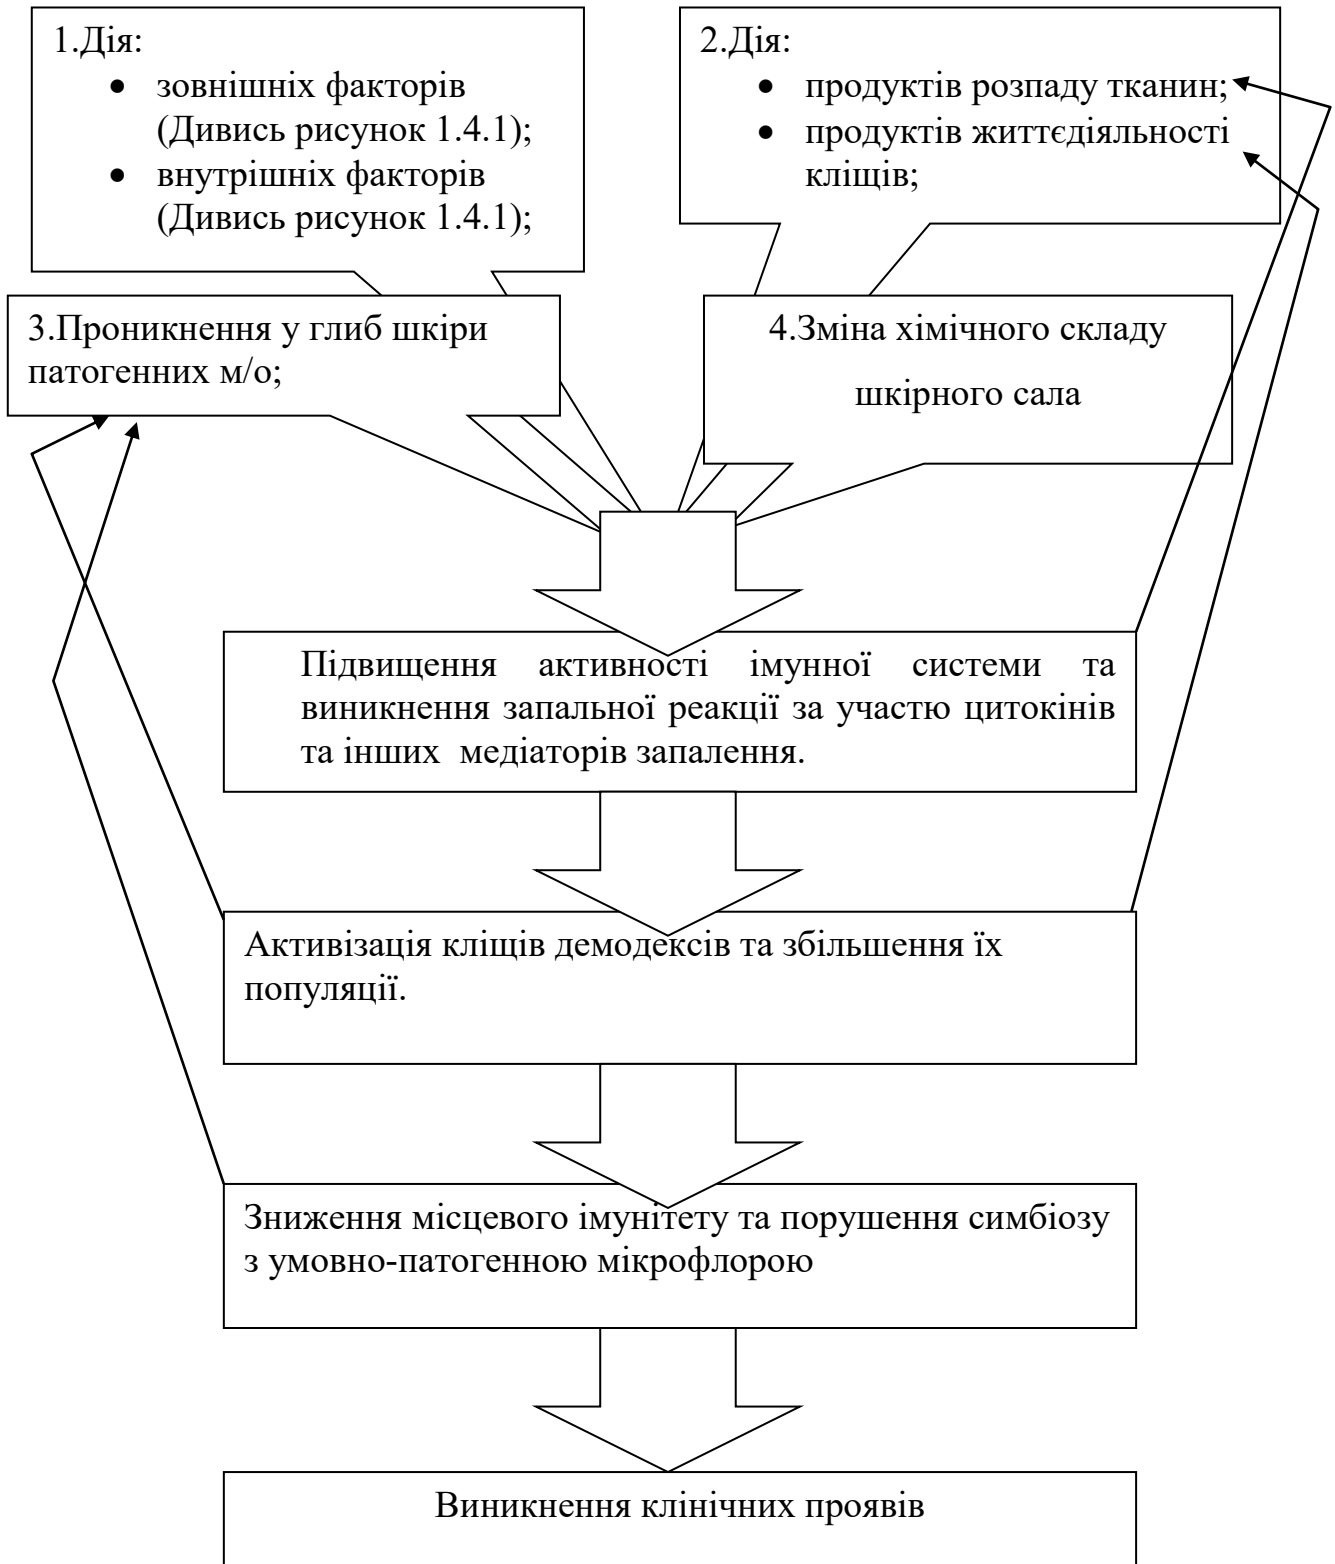 1.Дія:
• зовнішніх факторів
(Дивись рисунок 1.4.1);
• внутрішніх факторів
(Дивись рисунок 1.4.1);
2.Дія:
• продуктів розпаду тканин;
• продуктів життєдіяльності
кліщів;
3.Проникнення у глиб шкіри
патогенних м/о;
4.Зміна хімічного складу
шкірного сала
Підвищення активності імунної системи та
виникнення запальної реакції за участю цитокінів
та інших медіаторів запалення.
Активізація кліщів демодексів та збільшення їх
популяції.
Зниження місцевого імунітету та порушення симбіозу
з умовно-патогенною мікрофлорою
Виникнення клінічних проявів